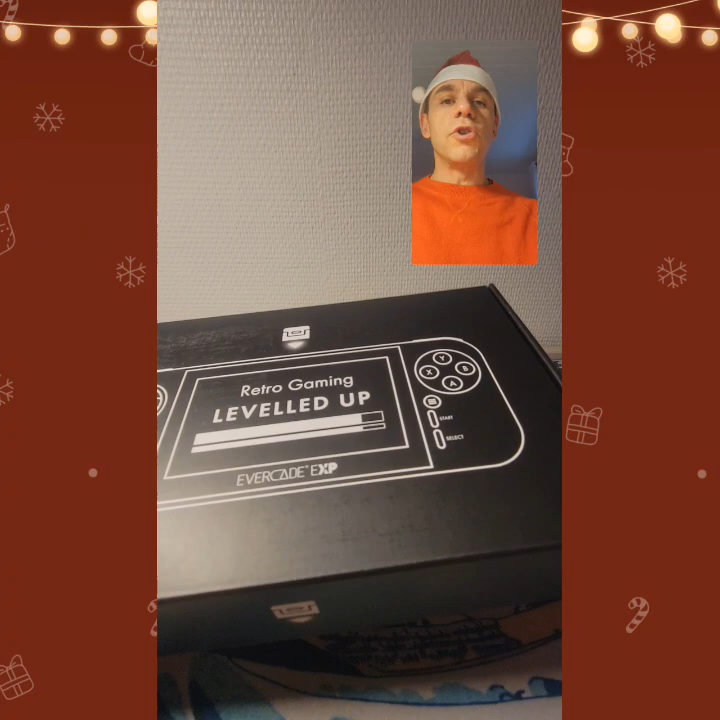 Retro Gaming
LEVELLED UP
EVERCADE EXP
Y
X
B
A
START
SELECT